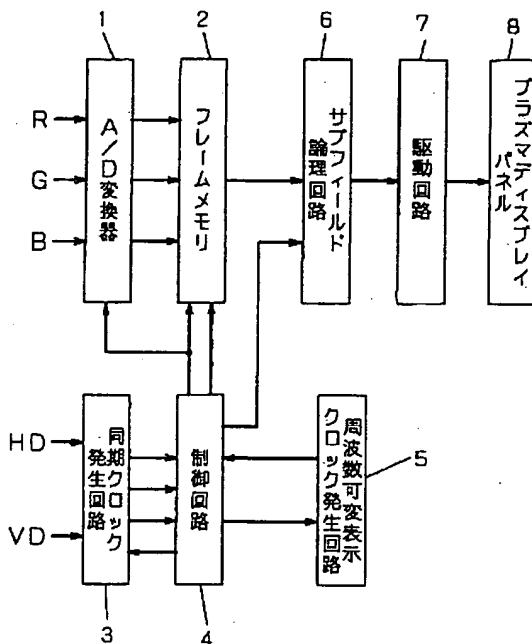 1
2
6
7
8
R
G
B
A/D変換器
フレームメモリ
サブフィールド
論理回路
駆動回路
プラズマディスプレイ
パネル
HD
VD
同期クロック
発生回路
制御回路
周波数可変表示
クロック発生回路
5
3
4